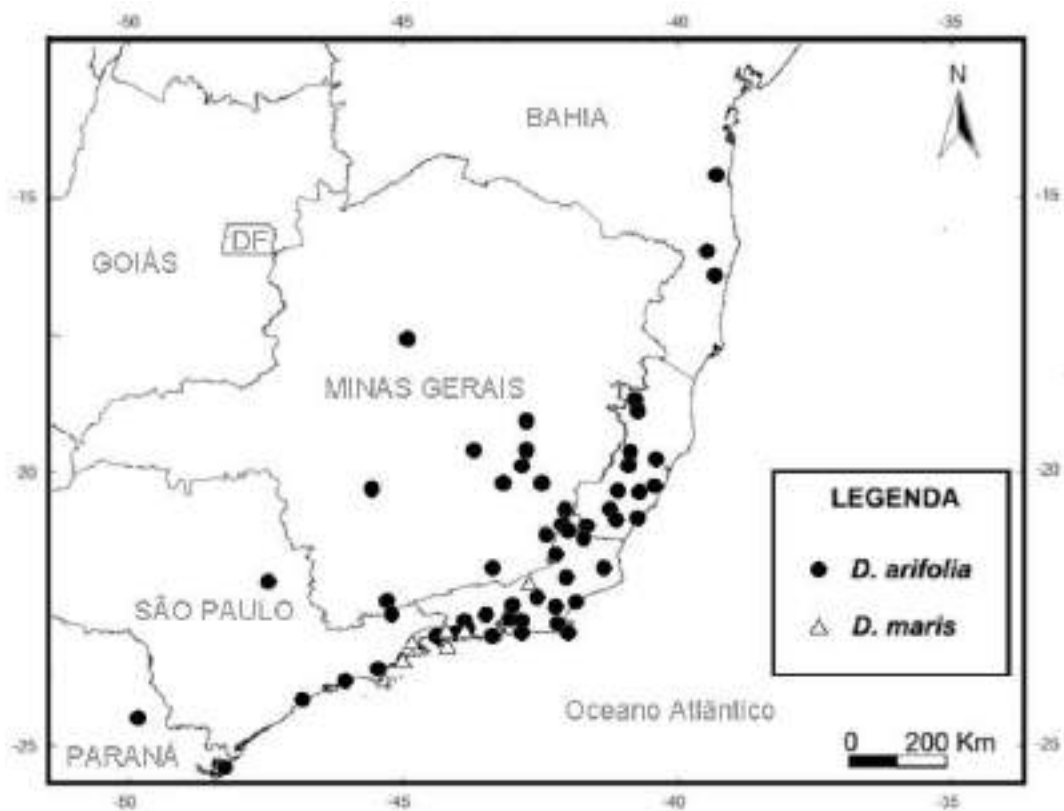 -50 -45 -40 -35
N
BAHIA
-15 -15
DF
GOIÁS
MINAS GERAIS
20 -20
LEGENDA
D. arifolia
SÃO PAULO
D. maris
Oceano Atlântico
-25 -25
PARANÁ
0 200 Km
-50 -45 -40 -35